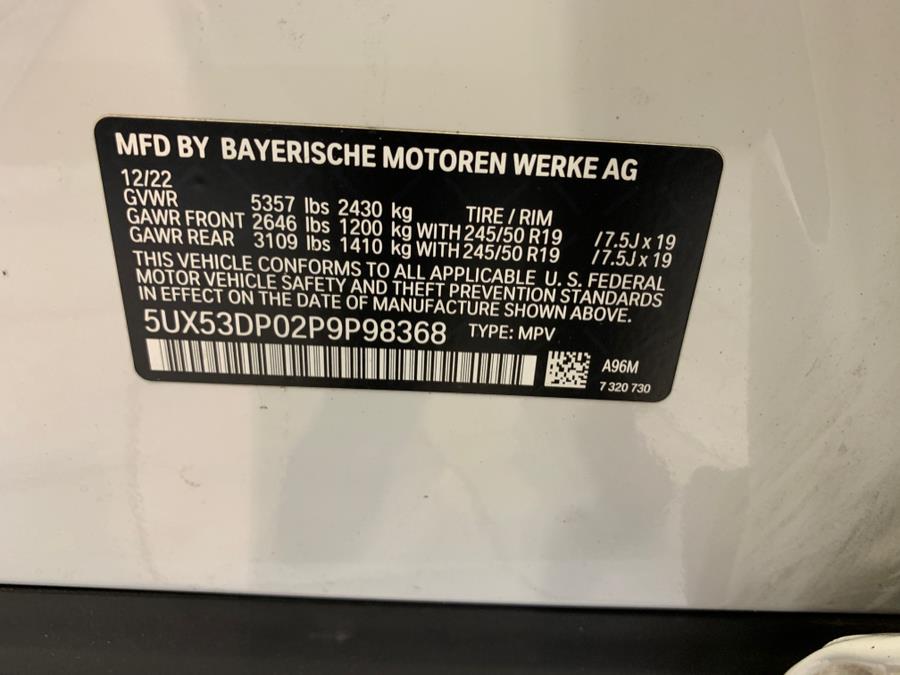 MFD BY BAYERISCHE MOTOREN WERKE AG
12/22
GVWR 5357 lbs 2430 kg TIRE / RIM
GAWR FRONT 2646 lbs 1200 kg WITH 245/50 R19 / 7.5J x 19
GAWR REAR 3109 lbs 1410 kg WITH 245/50 R19 / 7.5J x 19
THIS VEHICLE CONFORMS TO ALL APPLICABLE U. S. FEDERAL
MOTOR VEHICLE SAFETY AND THEFT PREVENTION STANDARDS
IN EFFECT ON THE DATE OF MANUFACTURE SHOWN ABOVE.
5UX53DP02P9P98368 TYPE: MPV
A96M
7 320 730